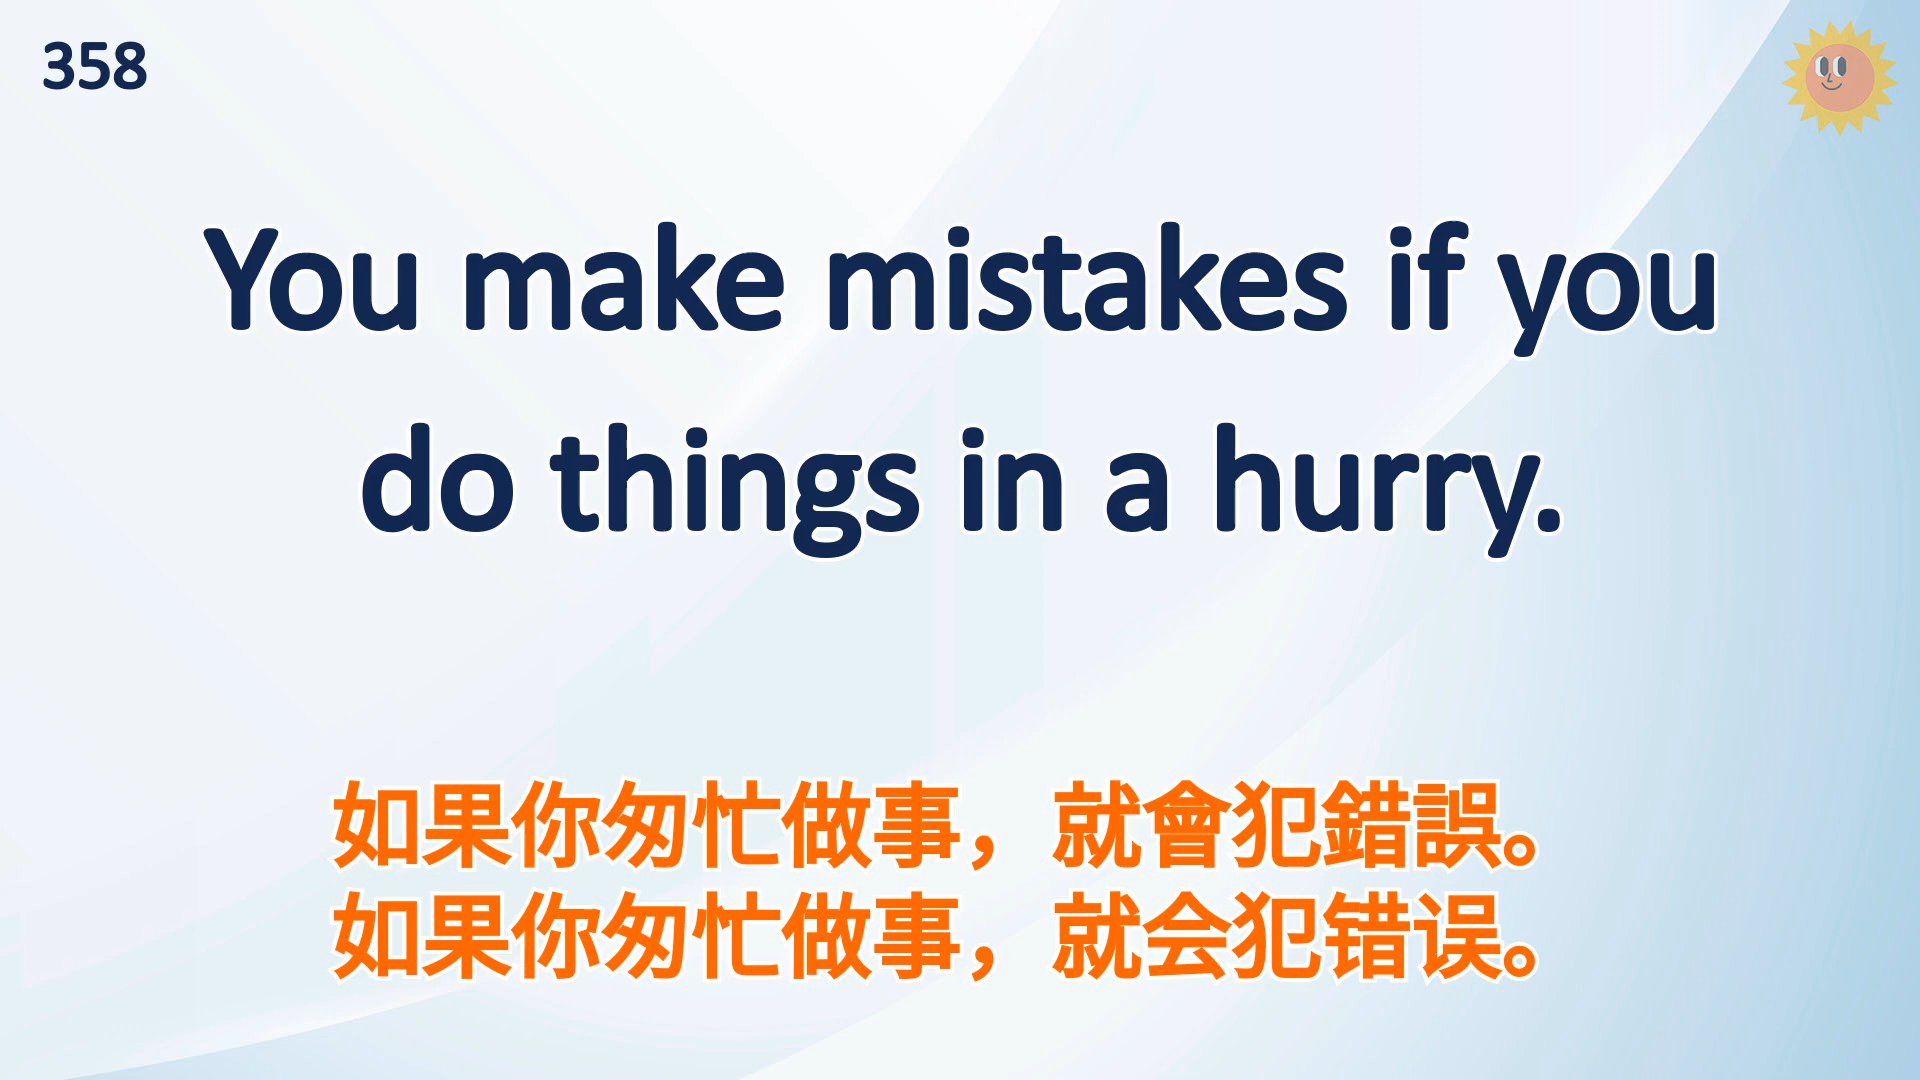 358
You make mistakes if you
do things in a hurry.
如果你匆忙做事，就會犯錯誤。
如果你匆忙做事，就会犯错误。